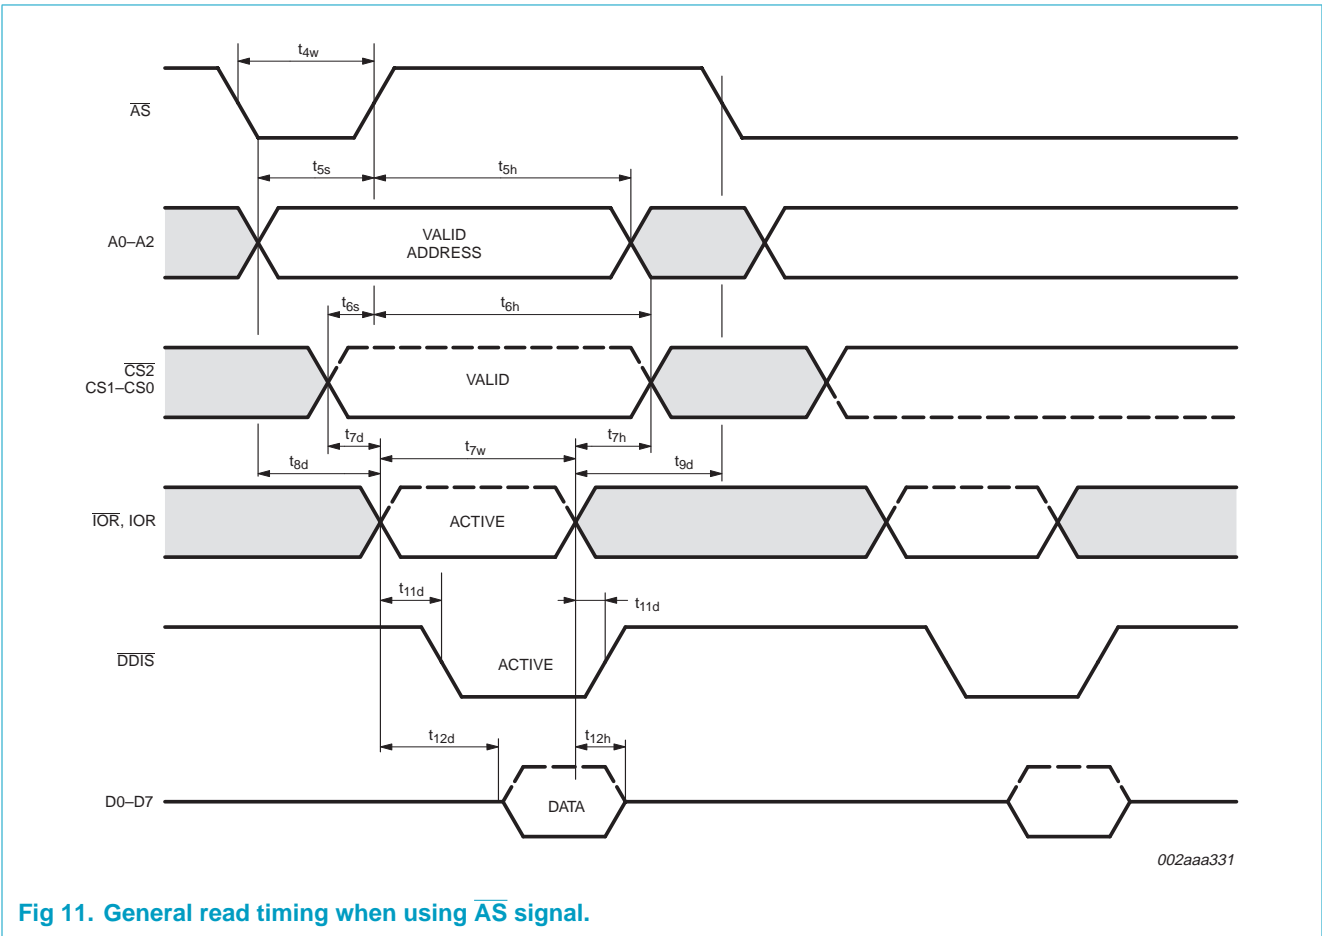 t4w
AS
t5s
t5h
A0–A2
VALID
ADDRESS
t6s
t6h
CS2
CS1–CS0
VALID
t7d
t7w
t7h
t8d
t9d
IOR, IOR
ACTIVE
t11d
t11d
DDIS
ACTIVE
t12d
t12h
D0–D7
DATA
002aaa331
Fig 11. General read timing when using AS signal.